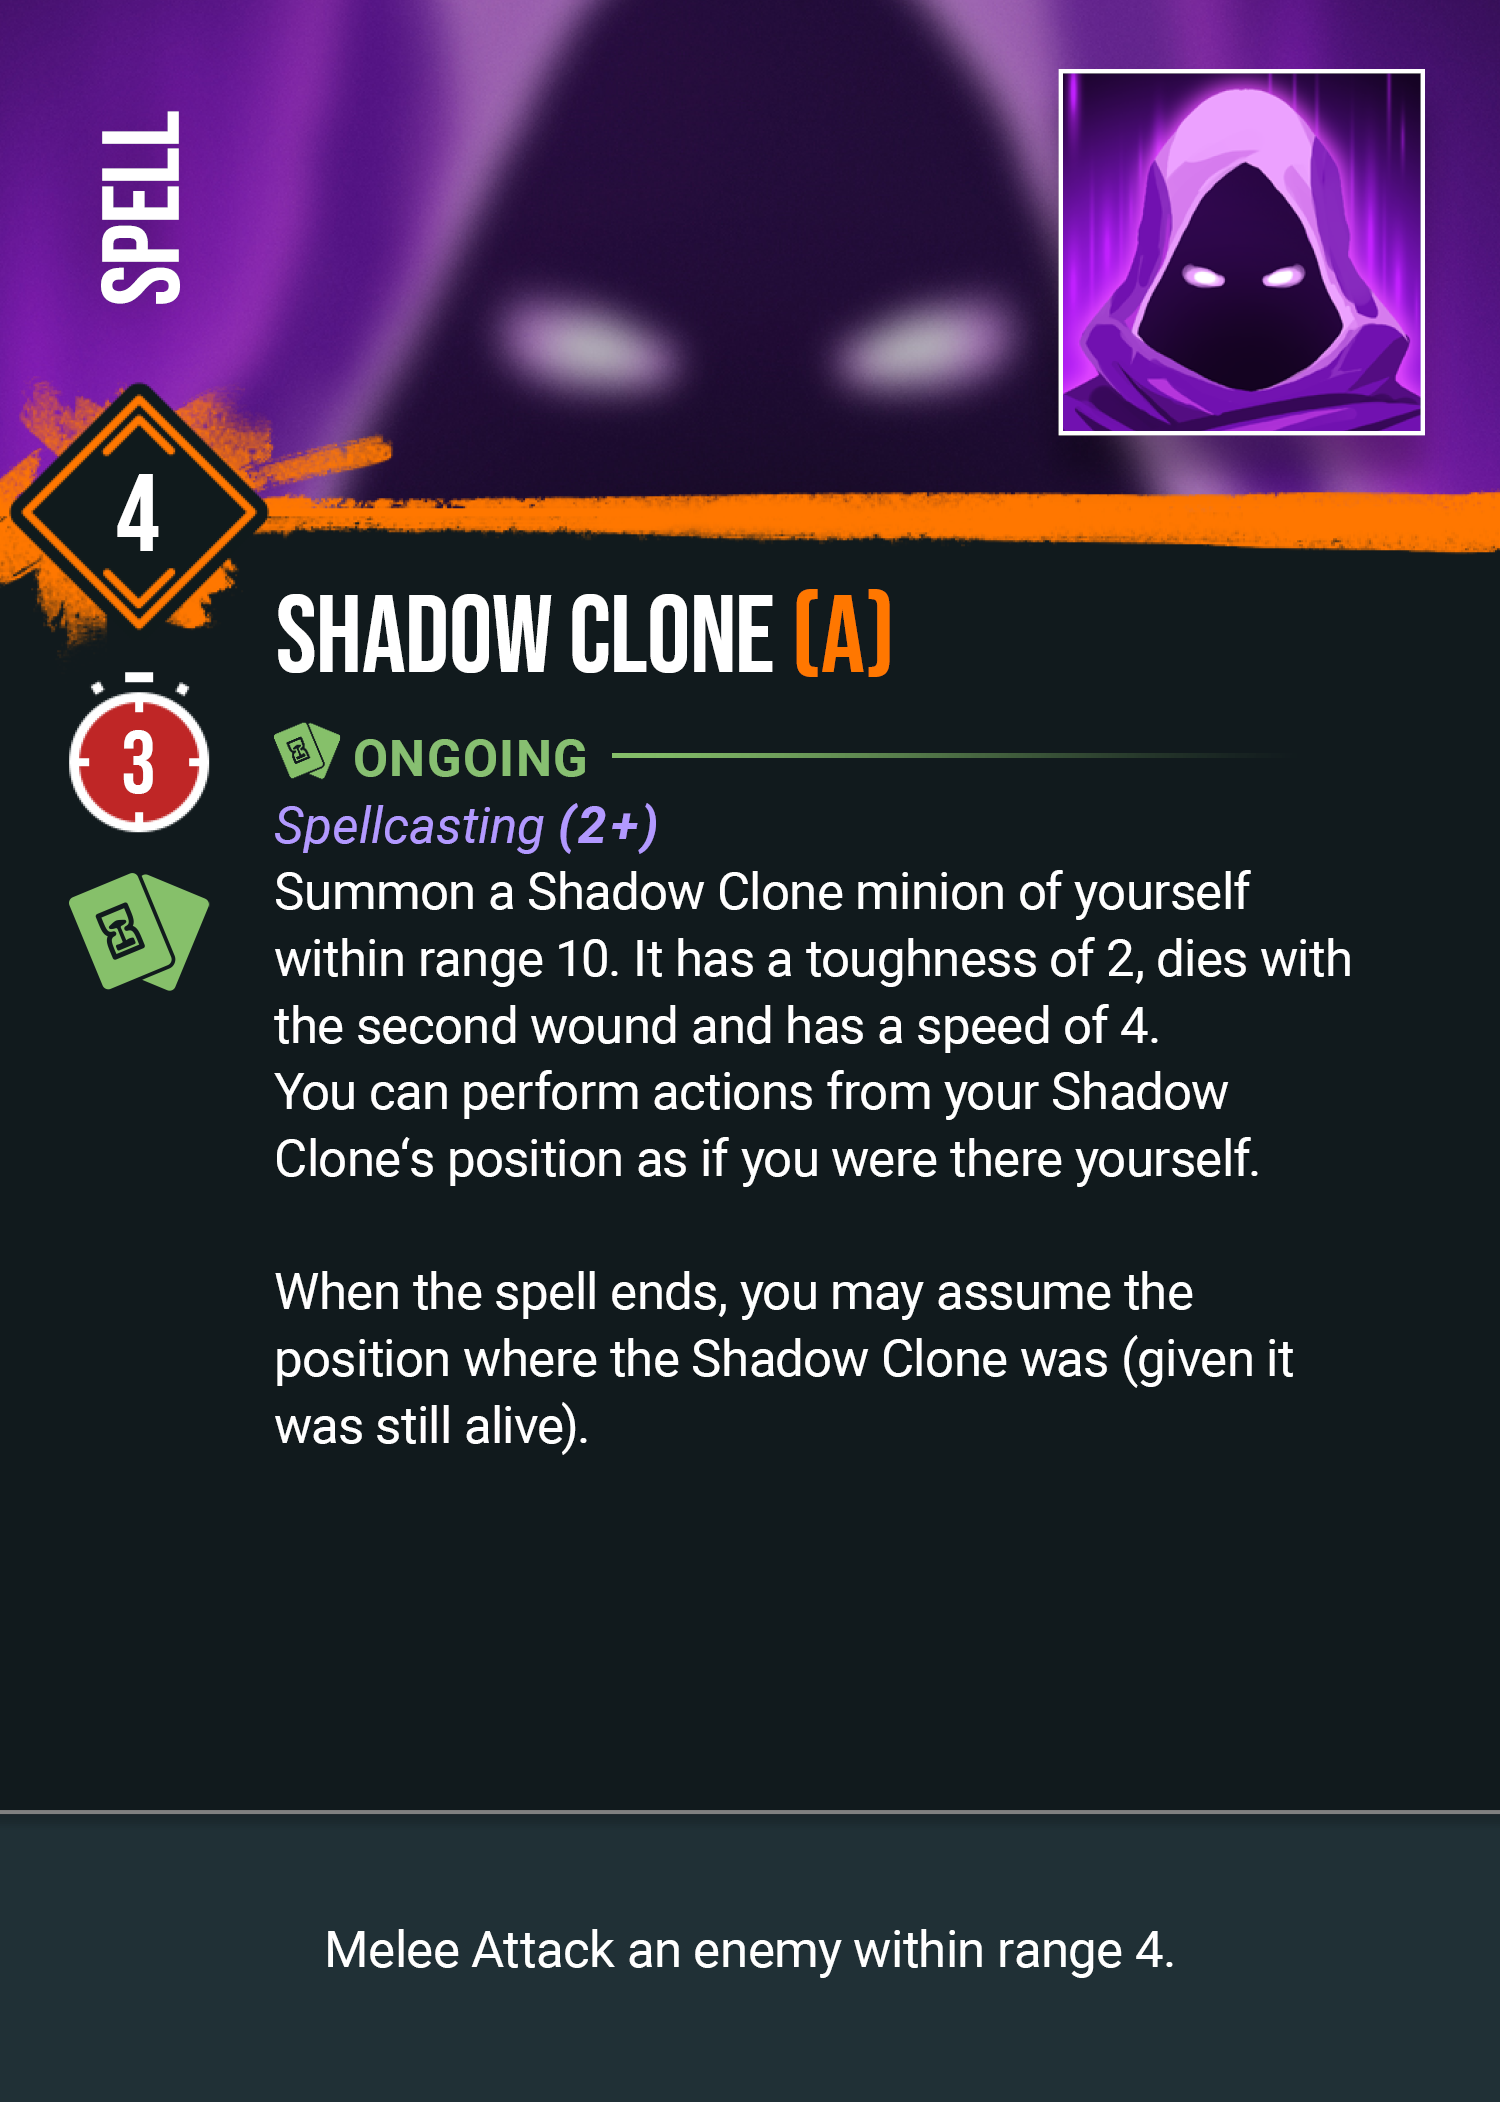 SPELL
4
SHADOW CLONE (A)
3
ONGOING
Spellcasting (2+)
Summon a Shadow Clone minion of yourself
within range 10. It has a toughness of 2, dies with
the second wound and has a speed of 4.
You can perform actions from your Shadow
Clone‘s position as if you were there yourself.
When the spell ends, you may assume the
position where the Shadow Clone was (given it
was still alive).
Melee Attack an enemy within range 4.